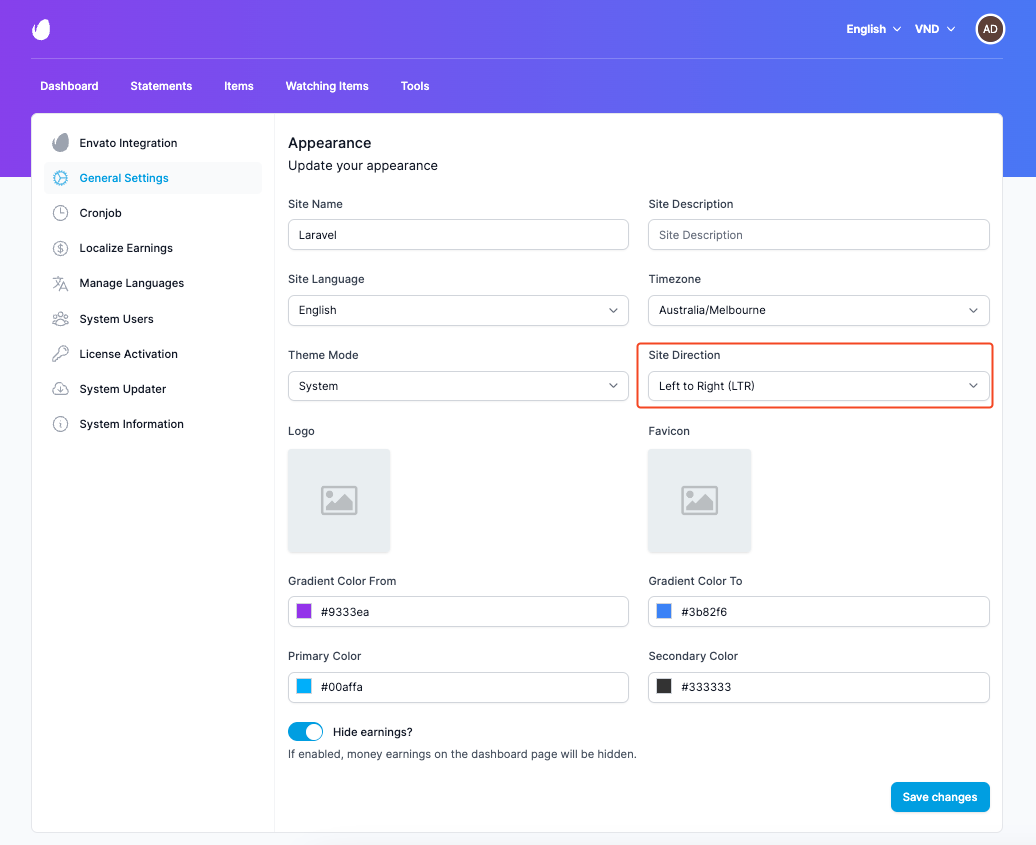 English
VND
AD
Dashboard
Statements
Items
Watching Items
Tools
Envato Integration
General Settings
Cronjob
Localize Earnings
Manage Languages
System Users
License Activation
System Updater
System Information
Appearance
Update your appearance
Site Name
Site Description
Laravel
Site Description
Site Language
Timezone
English
Australia/Melbourne
Theme Mode
Site Direction
System
Left to Right (LTR)
Logo
Favicon
Gradient Color From
Gradient Color To
#9333ea
#3b82f6
Primary Color
Secondary Color
#00affa
#333333
Hide earnings?
If enabled, money earnings on the dashboard page will be hidden.
Save changes